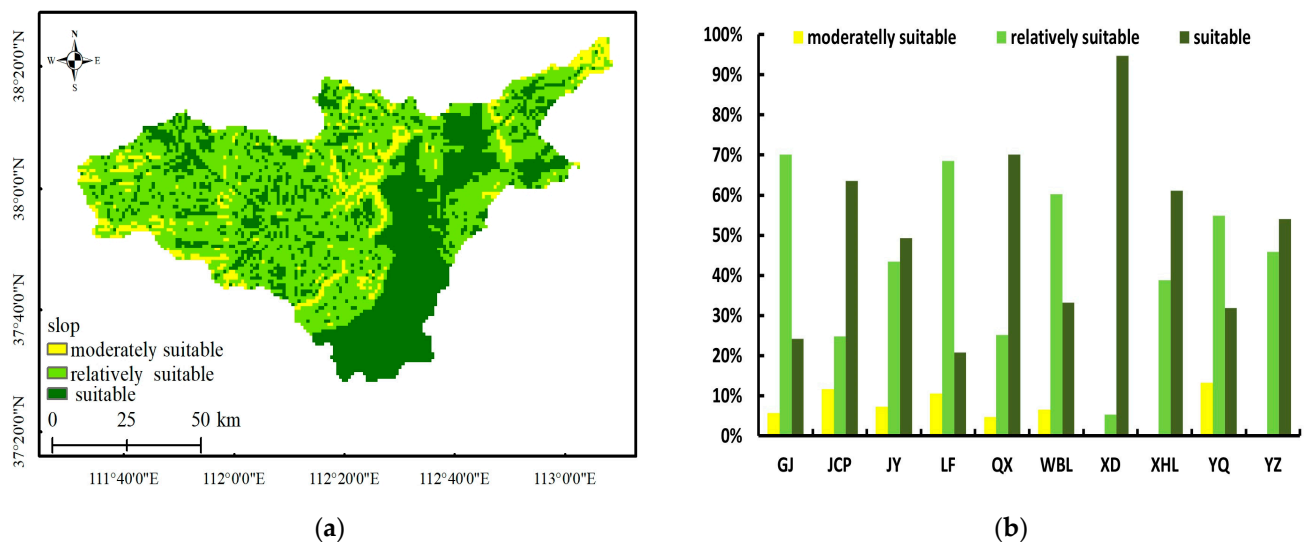 N
W E
S
38°20'0"N
38°0'0"N
37°40'0"N
37°20'0"N
slop
moderately suitable
relatively suitable
suitable
0 25 50 km
111°40'0"E 112°0'0"E 112°20'0"E 112°40'0"E 113°0'0"E
(a)
moderatelly suitable relatively suitable suitable
100%
90%
80%
70%
60%
50%
40%
30%
20%
10%
0%
GJ JCP JY LF QX WBL XD XHL YQ YZ
(b)